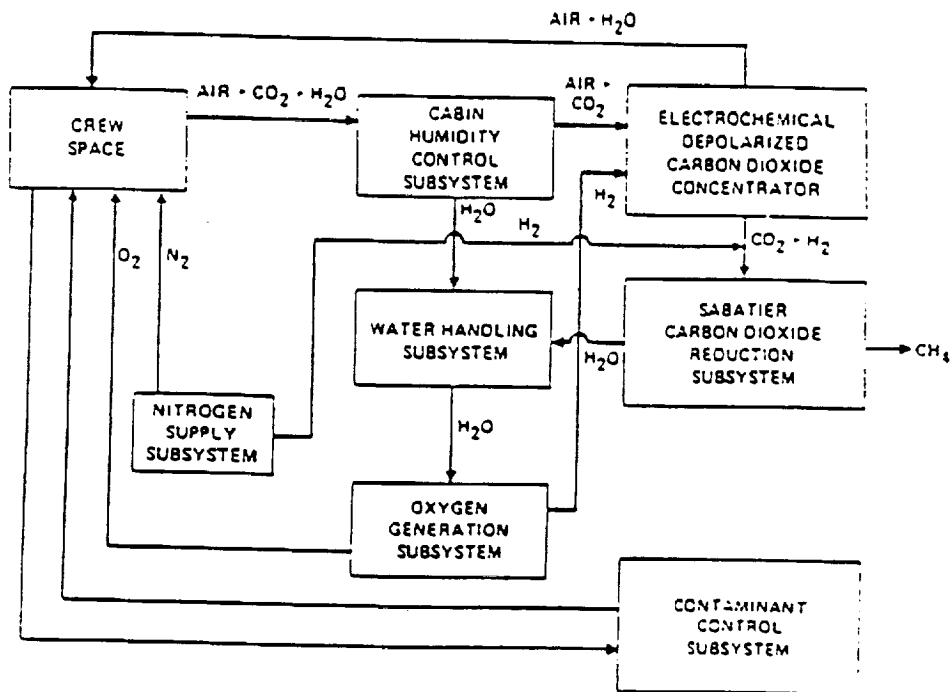 AIR + H₂O
AIR + CO₂ + H₂O
AIR +
CO₂
CREW
SPACE
CABIN
HUMIDITY
CONTROL
SUBSYSTEM
ELECTROCHEMICAL
DEPOLARIZED
CARBON DIOXIDE
CONCENTRATOR
H₂
H₂O
H₂
CO₂ + H₂
O₂
N₂
WATER HANDLING
SUBSYSTEM
H₂O
SABATIER
CARBON DIOXIDE
REDUCTION
SUBSYSTEM
CH₄
NITROGEN
SUPPLY
SUBSYSTEM
H₂O
OXYGEN
GENERATION
SUBSYSTEM
CONTAMINANT
CONTROL
SUBSYSTEM